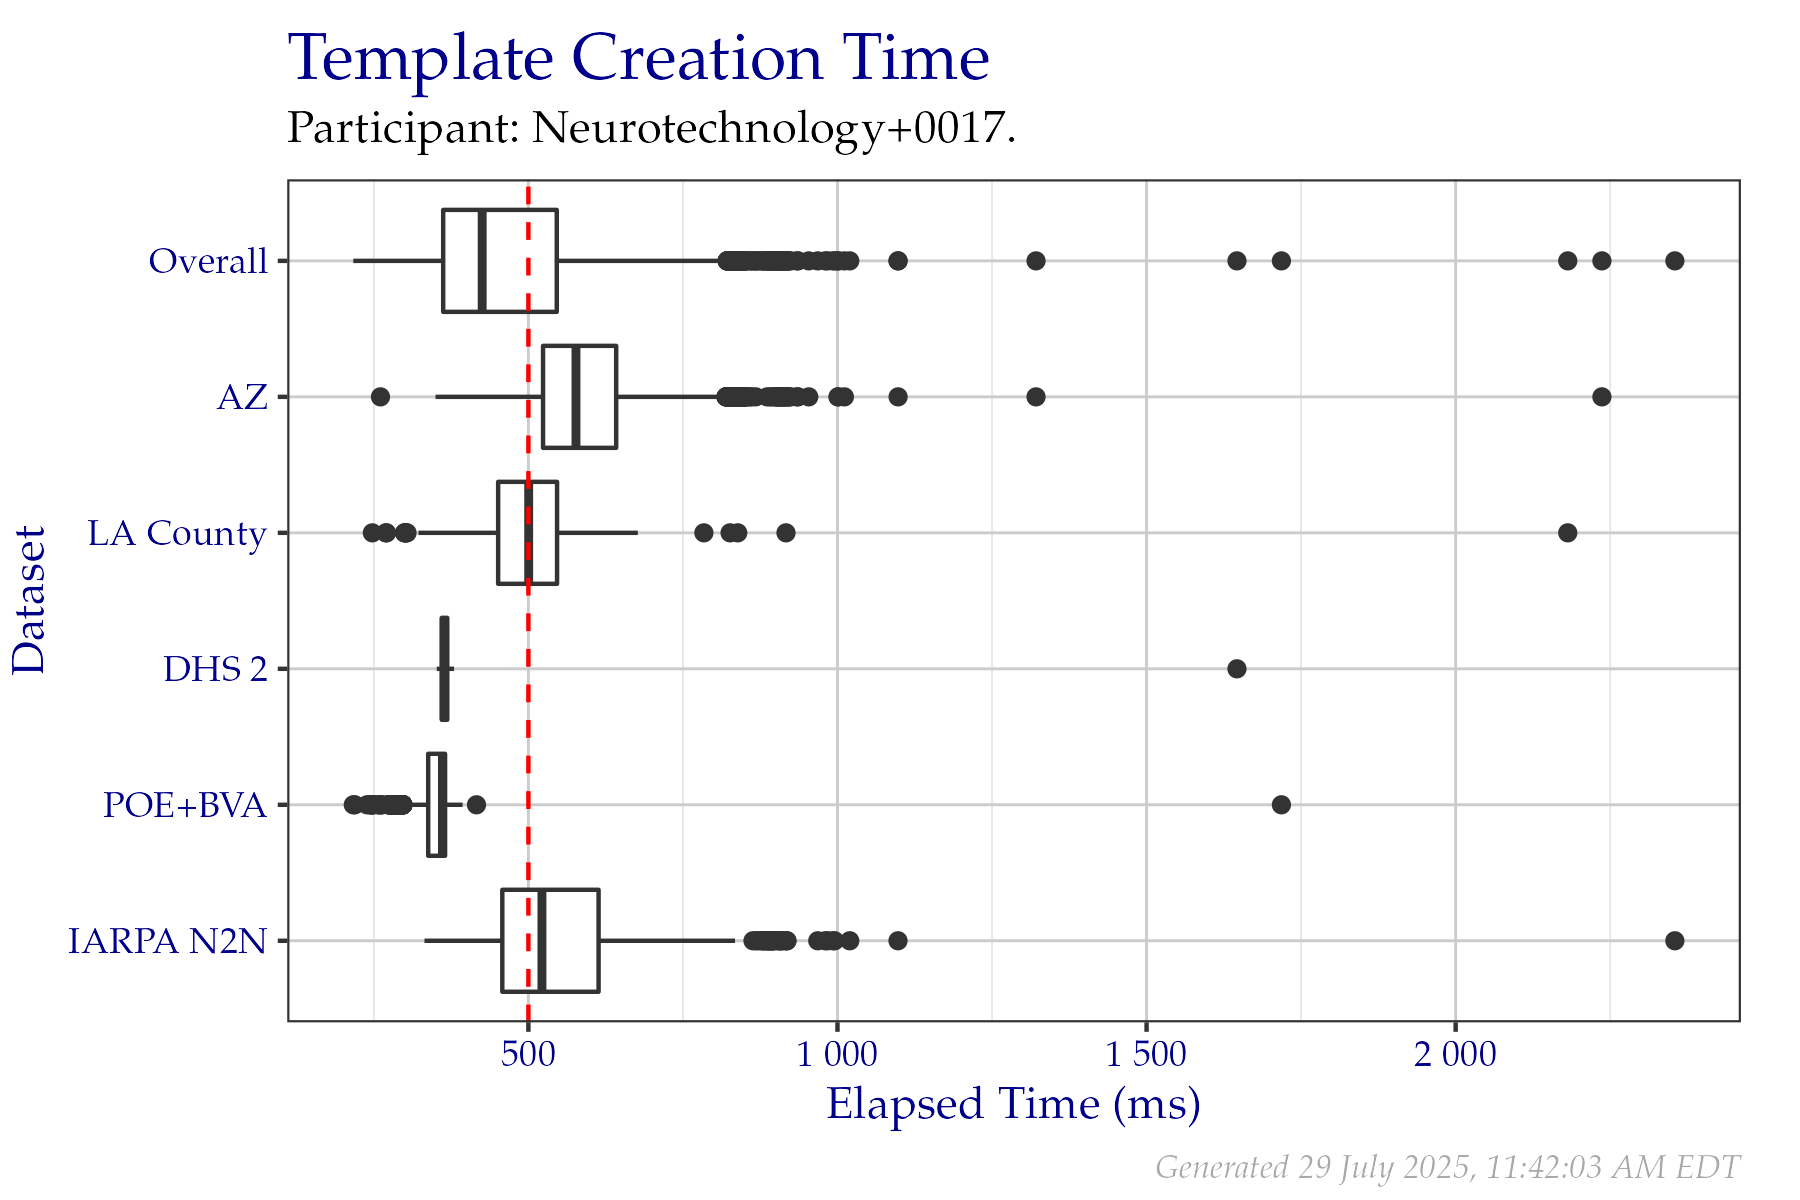 Template Creation Time
Participant: Neurotechnology+0017.
Dataset
Overall
AZ
LA County
DHS 2
POE+BVA
IARPA N2N
500
1 000
1 500
2 000
Elapsed Time (ms)
Generated 29 July 2025, 11:42:03 AM EDT